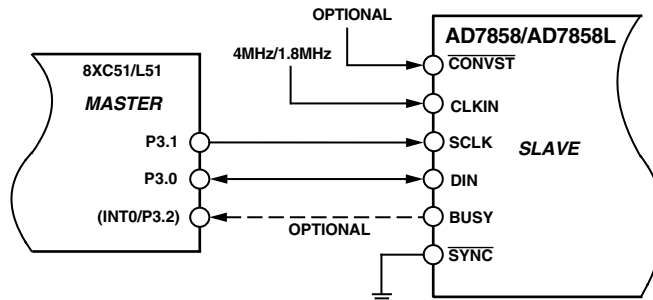 OPTIONAL
AD7858/AD7858L
4MHz/1.8MHz
CONVST
8XC51/L51
MASTER
CLKIN
P3.1
SCLK
SLAVE
P3.0
DIN
(INT0/P3.2)
BUSY
OPTIONAL
SYNC